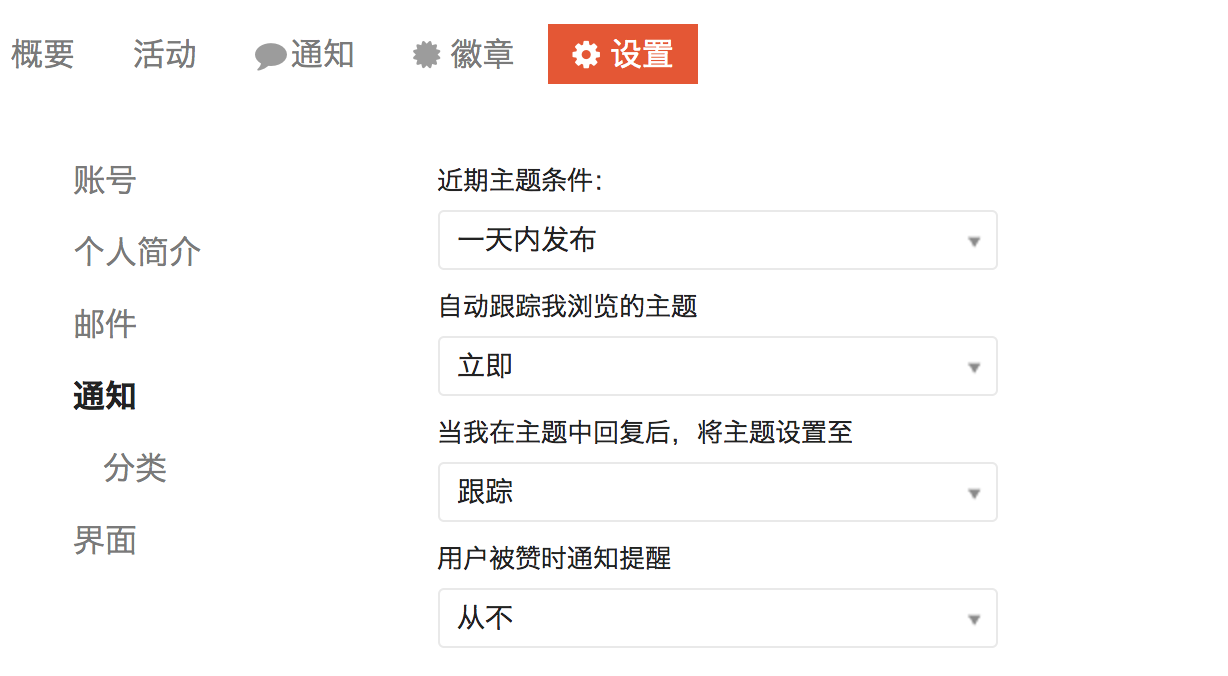 概要 活动 通知 徽章 设置
账号
个人简介
邮件
通知
分类
界面
近期主题条件：
一天内发布
自动跟踪我浏览的主题
立即
当我在主题中回复后，将主题设置至
跟踪
用户被赞时通知提醒
从不